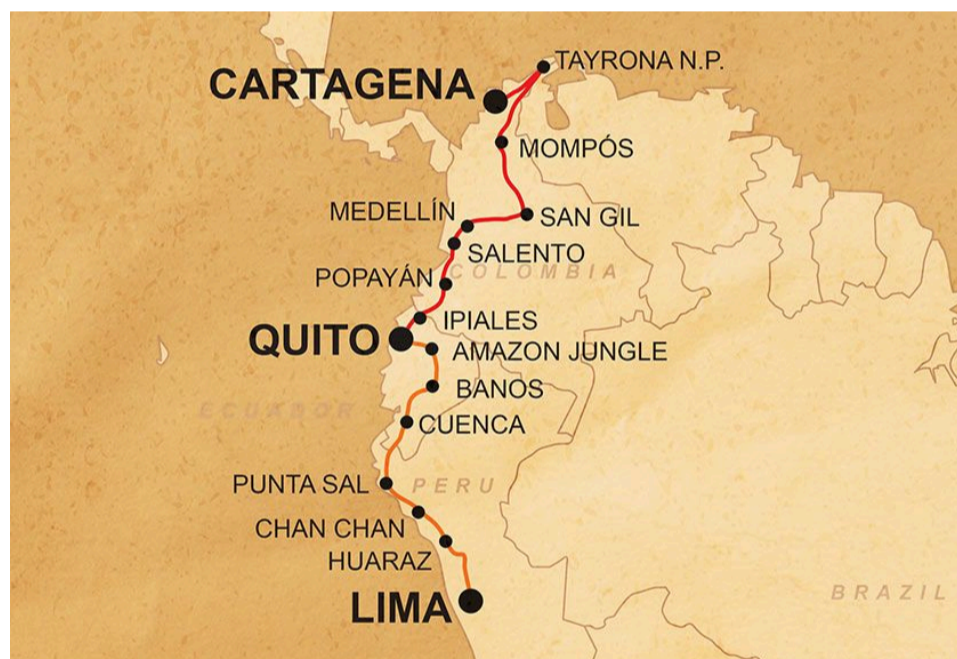 TAYRONA N.P.
CARTAGENA
MOMPÓS
MEDELLÍN
SAN GIL
SALENTO
COLOMBIA
POPAYÁN
IPIALES
QUITO
AMAZON JUNGLE
BANOS
ECUADOR
CUENCA
PUNTA SAL
PERU
CHAN CHAN
HUARAZ
LIMA
BRAZIL